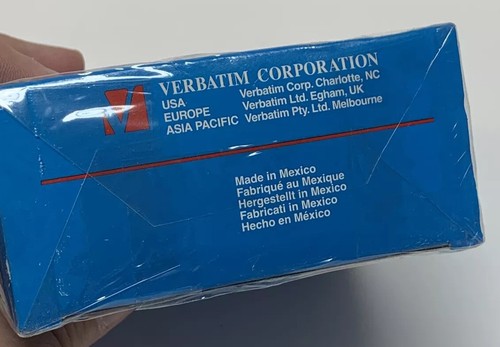 VERBATIM CORPORATION
USA Verbatim Corp. Charlotte, NC
EUROPE Verbatim Ltd. Egham, UK
ASIA PACIFIC Verbatim Pty. Ltd. Melbourne
Made in Mexico
Fabriqué au Mexique
Hergestellt in Mexico
Fabricati in Mexico
Hecho en México